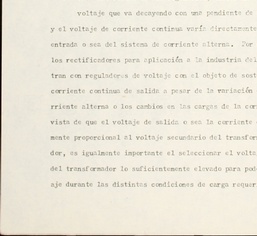 voltaje que va decayendo con una pendiente de
y el voltaje de corriente continua varía directamente
entrada o sea del sistema de corriente alterna. Por
los rectificadores para aplicación a la industria del
tran con reguladores de voltaje con el objeto de sost
corriente continua de salida a pesar de la variación
rriente alterna o los cambios en las cargas de la corr
vista de que el voltaje de salida o sea la corriente
mente proporcional al voltaje secundario del transfor
dor, es igualmente importante el seleccionar el volta
del transformador lo suficientemente elevado para pod
aje durante las distintas condiciones de carga requer